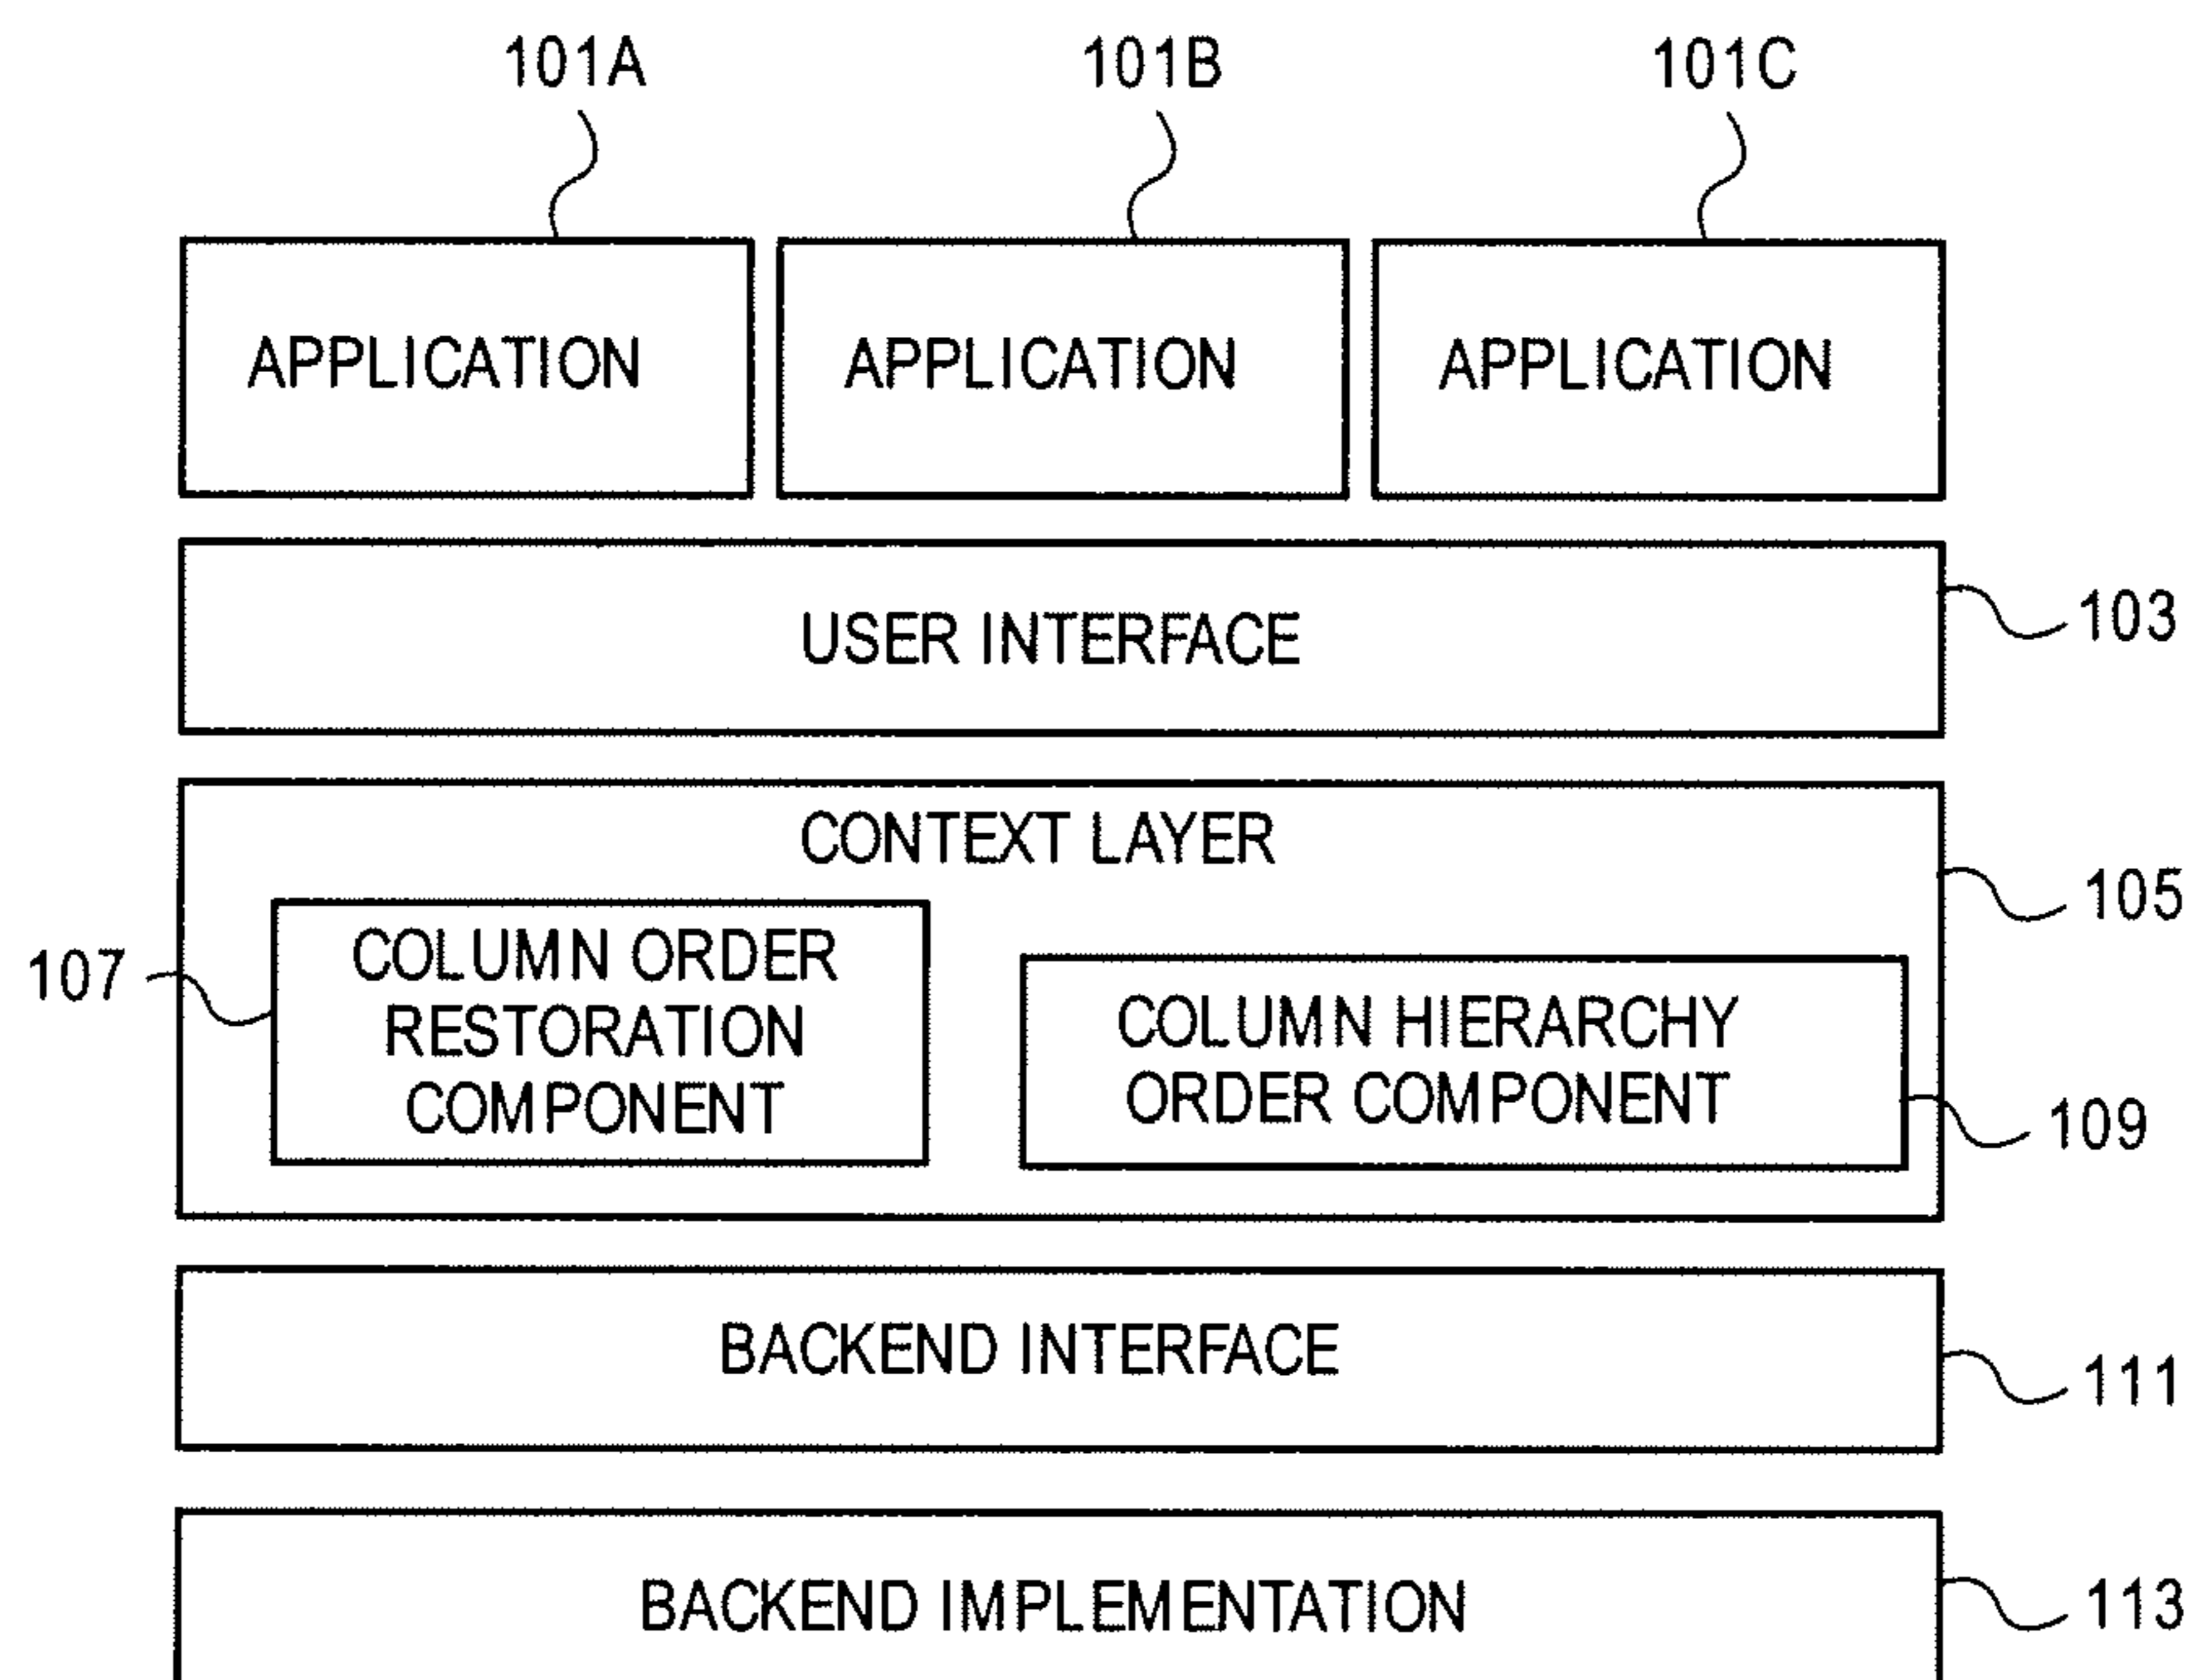 101A 101B 101C
APPLICATION APPLICATION APPLICATION
USER INTERFACE
103
CONTEXT LAYER
105
107
COLUMN ORDER
RESTORATION
COMPONENT
COLUMN HIERARCHY
ORDER COMPONENT
109
BACKEND INTERFACE
111
BACKEND IMPLEMENTATION
113